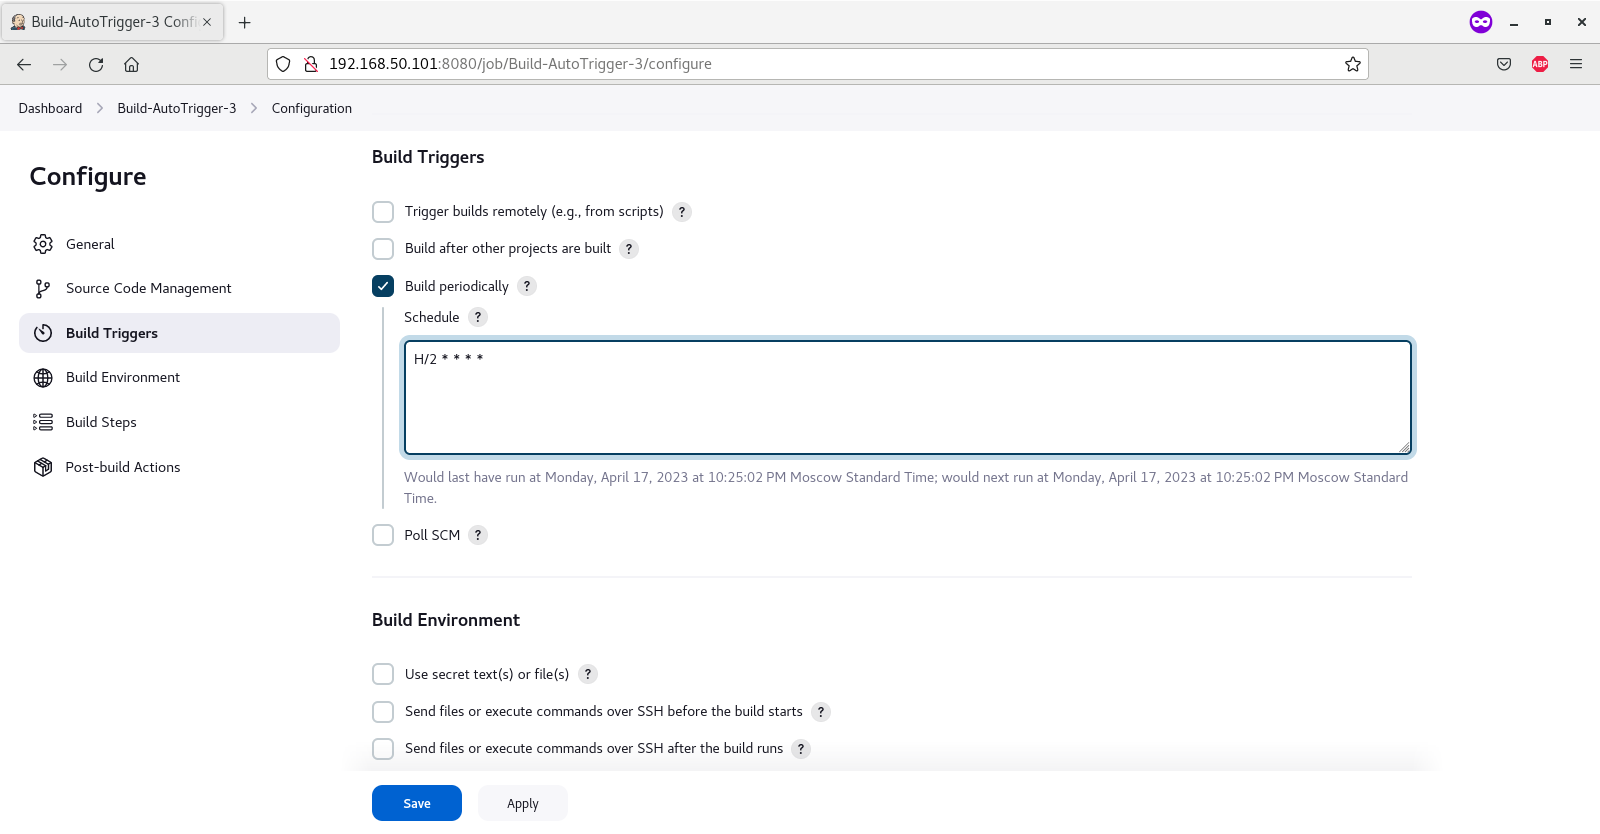 Build-AutoTrigger-3 Confi
192.168.50.101:8080/job/Build-AutoTrigger-3/configure
ABP
Dashboard > Build-AutoTrigger-3 > Configuration
Configure
General
Source Code Management
Build Triggers
Build Environment
Build Steps
Post-build Actions
Build Triggers
Trigger builds remotely (e.g., from scripts) ?
Build after other projects are built ?
Build periodically ?
Schedule ?
H/2 * * * *
Would last have run at Monday, April 17, 2023 at 10:25:02 PM Moscow Standard Time; would next run at Monday, April 17, 2023 at 10:25:02 PM Moscow Standard
Time.
Poll SCM ?
Build Environment
Use secret text(s) or file(s) ?
Send files or execute commands over SSH before the build starts ?
Send files or execute commands over SSH after the build runs ?
Save
Apply